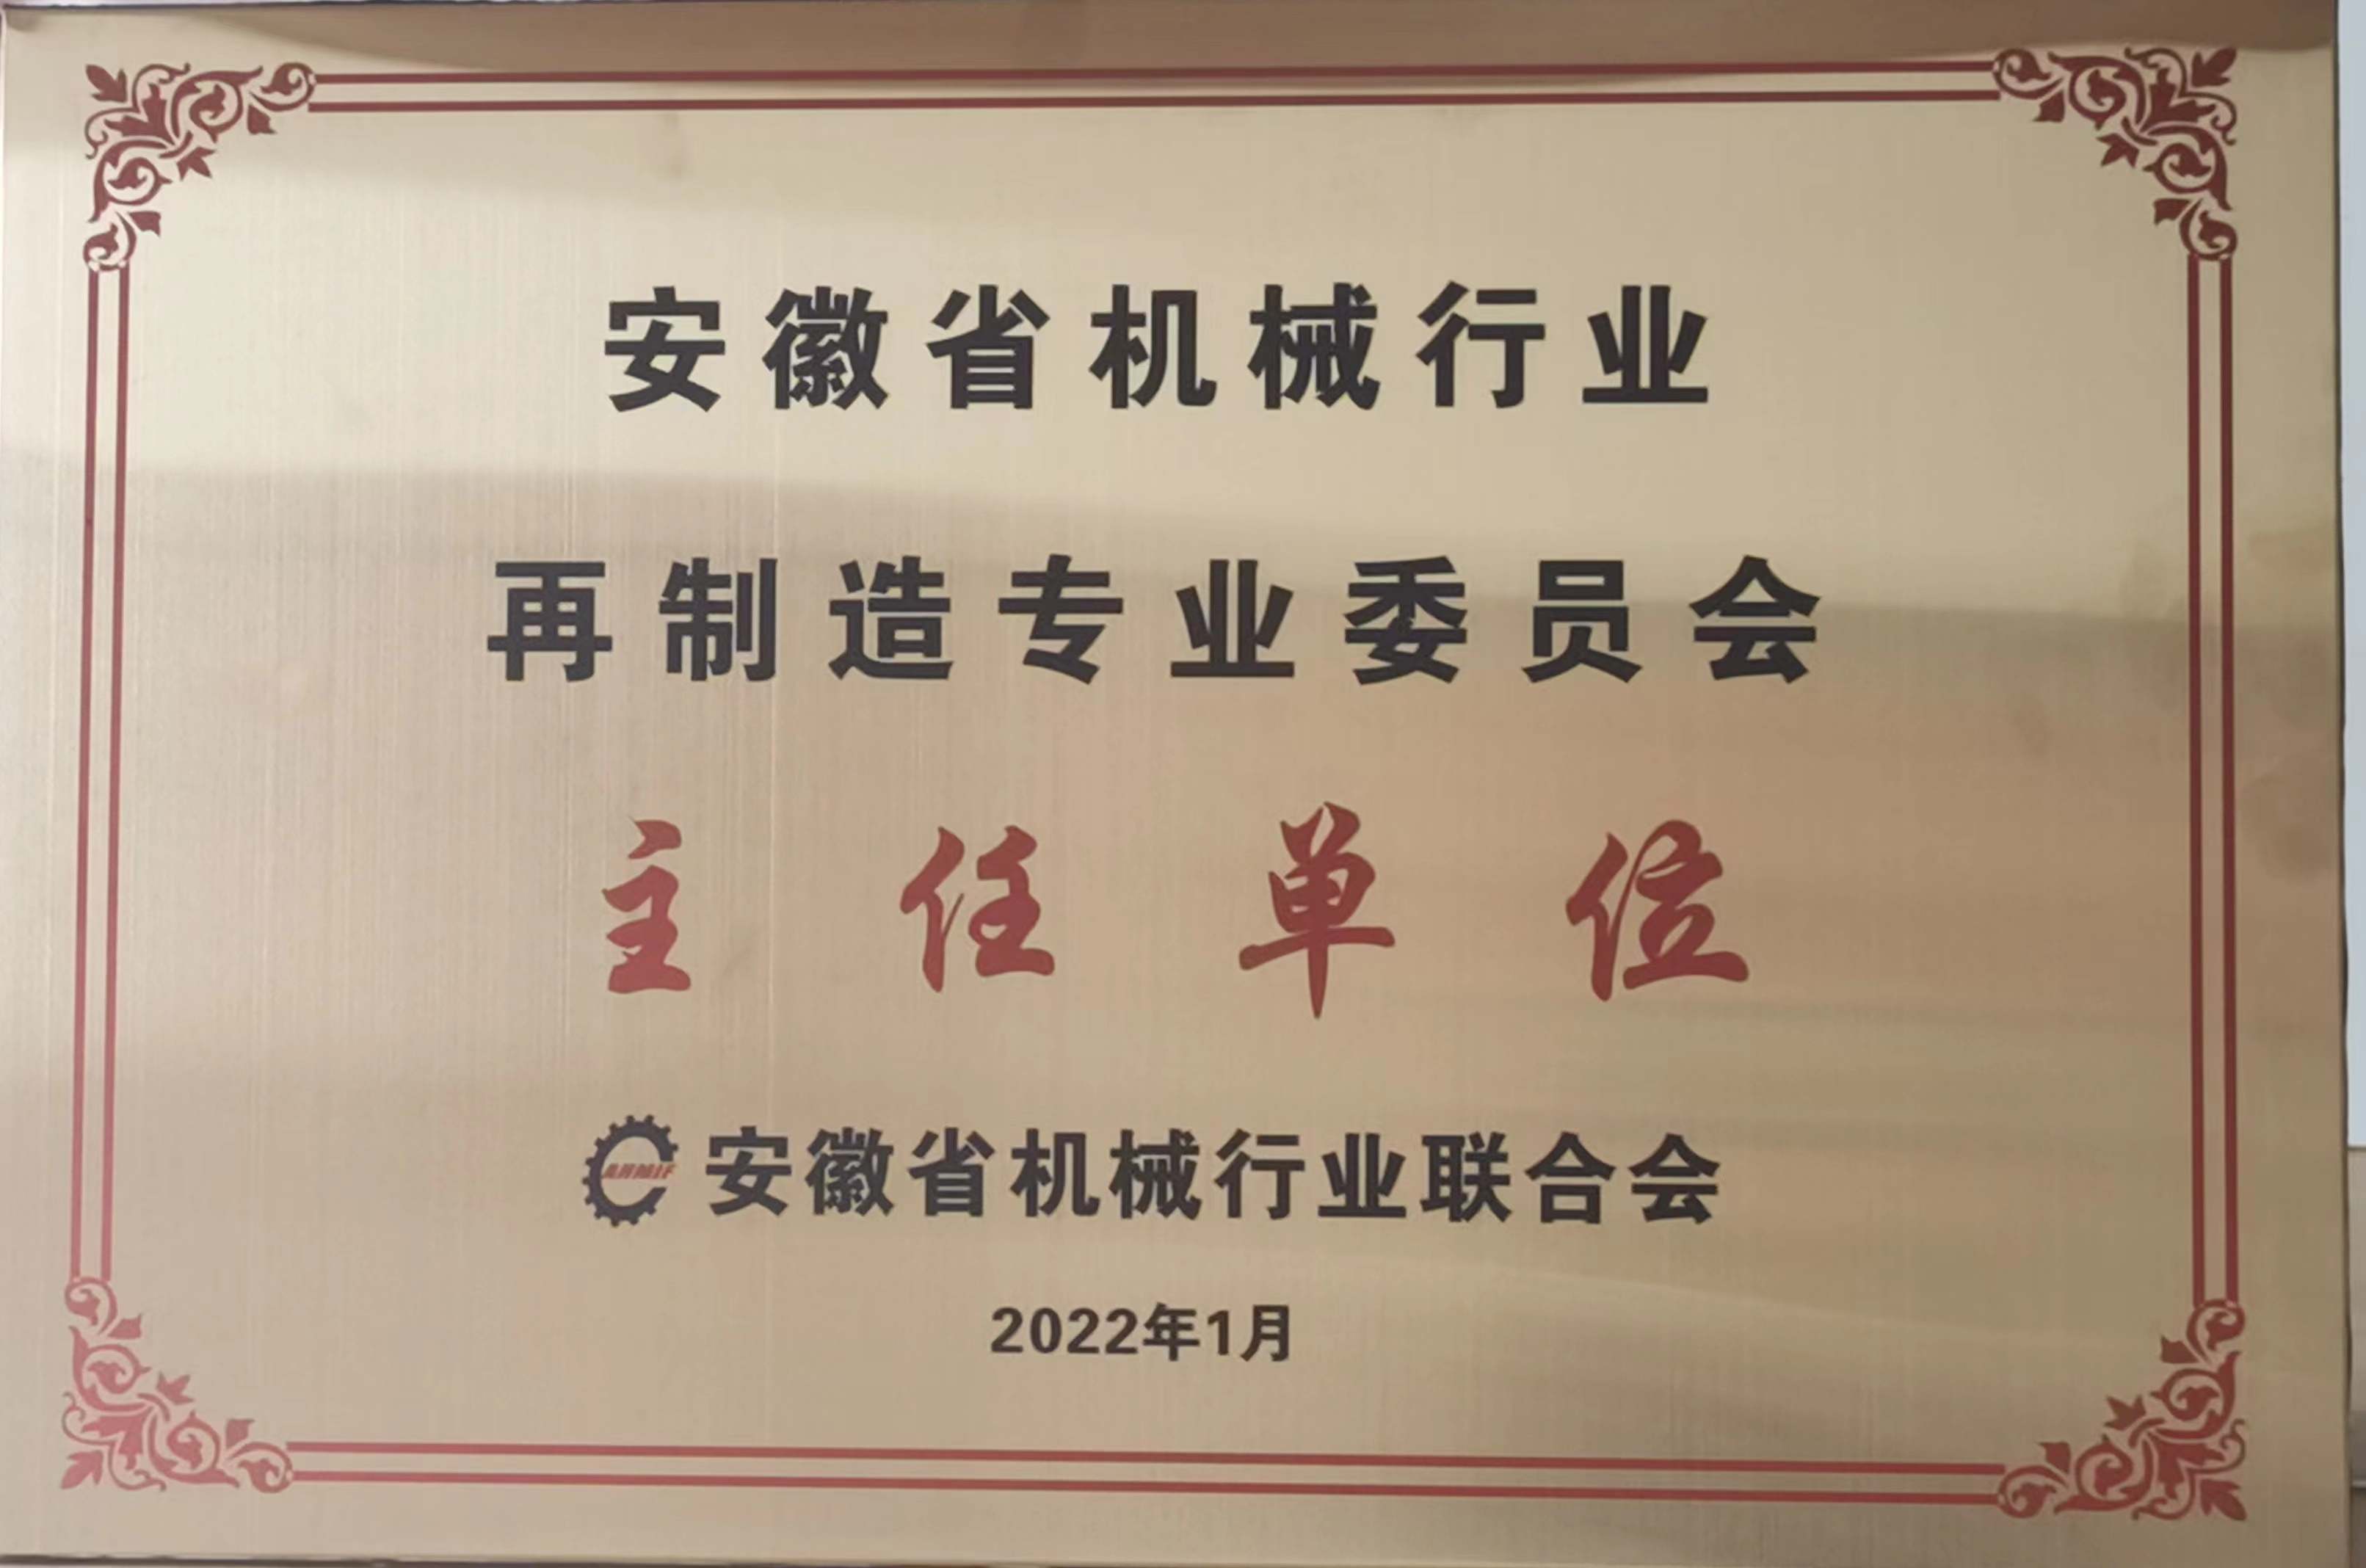 安徽省机械行业
再制造专业委员会
主任单位
安徽省机械行业联合会
2022年1月